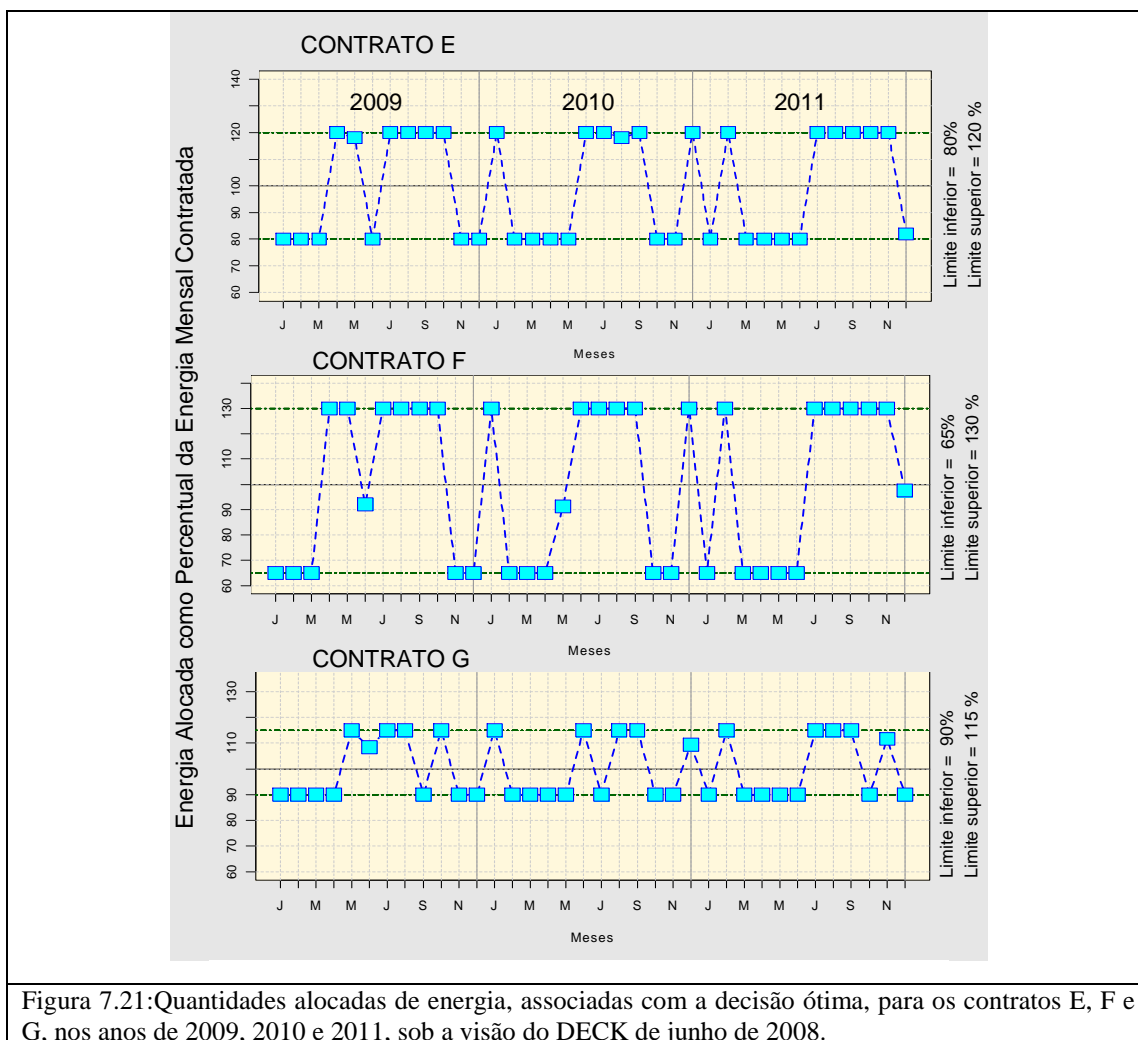 Energia Alocada como Percentual da Energia Mensal Contratada
CONTRATO E
2009 2010 2011
140
120
100
90
80
70
60
J M M J S N J M M J S N J M M J S N
Meses
Limite inferior = 80%
Limite superior = 120 %
CONTRATO F
130
110
90
80
70
60
J M M J S N J M M J S N J M M J S N
Meses
Limite inferior = 65%
Limite superior = 130 %
CONTRATO G
130
110
90
80
70
60
J M M J S N J M M J S N J M M J S N
Meses
Limite inferior = 90%
Limite superior = 115 %
Figura 7.21:Quantidades alocadas de energia, associadas com a decisão ótima, para os contratos E, F e
G, nos anos de 2009, 2010 e 2011, sob a visão do DECK de junho de 2008.